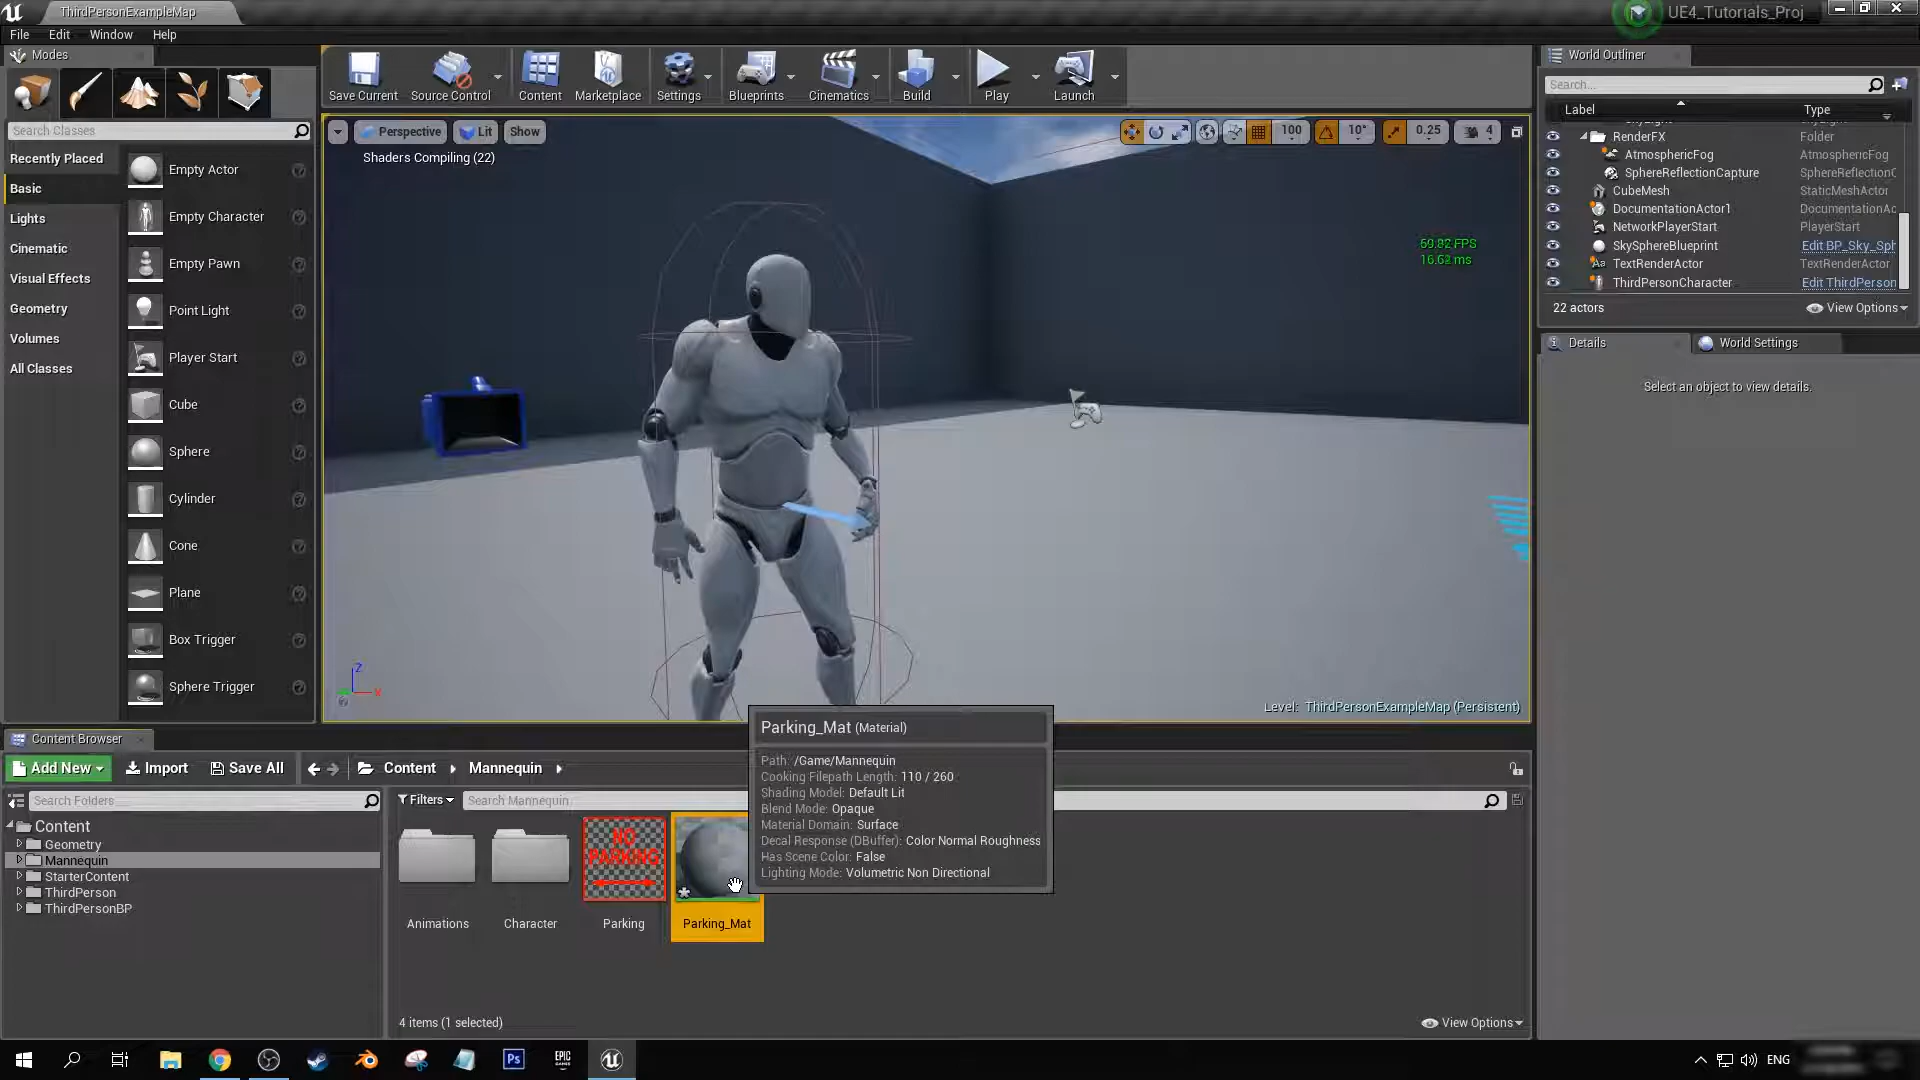 ThirdPersonExampleMap
UE4_Tutorials_Proj
File Edit Window Help
Modes
Search Classes
Recently Placed
Basic
Lights
Cinematic
Visual Effects
Geometry
Volumes
All Classes
Empty Actor
Empty Character
Empty Pawn
Point Light
Player Start
Cube
Sphere
Cylinder
Cone
Plane
Box Trigger
Sphere Trigger
Save Current Source Control Content Marketplace Settings Blueprints Cinematics Build Play Launch
Perspective Lit Show
100 10° 0.25 4
Shaders Compiling (22)
59.82 FPS
16.62 ms
Z
X
Level: ThirdPersonExampleMap (Persistent)
World Outliner
Search...
Label Type
RenderFX Folder
AtmosphericFog AtmosphericFog
SphereReflectionCapture SphereReflectionC
CubeMesh StaticMeshActor
DocumentationActor1 DocumentationAc
NetworkPlayerStart PlayerStart
SkySphereBlueprint Edit BP_Sky_Sph
TextRenderActor TextRenderActor
ThirdPersonCharacter Edit ThirdPerson
22 actors View Options
Details World Settings
Select an object to view details.
Content Browser
Add New Import Save All Content Mannequin
Search Folders
Filters Search Mannequin
Content
Geometry
Mannequin
StarterContent
ThirdPerson
ThirdPersonBP
NO
PARKING
Animations Character Parking Parking_Mat
Parking_Mat (Material)
Path: /Game/Mannequin
Cooking Filepath Length: 110 / 260
Shading Model: Default Lit
Blend Mode: Opaque
Material Domain: Surface
Decal Response (DBuffer): Color Normal Roughness
Has Scene Color: False
Lighting Mode: Volumetric Non Directional
4 items (1 selected) View Options
Ps
EPIC
GAMES
ENG